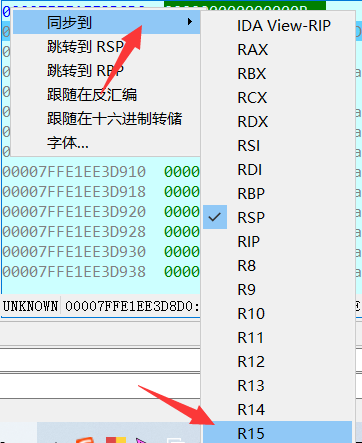 同步到
跳转到 RSP
跳转到 RBP
跟随在反汇编
跟随在十六进制转储
字体...
00007FFE1EE3D910 0000
00007FFE1EE3D918 0000
00007FFE1EE3D920 0000
00007FFE1EE3D928 0000
00007FFE1EE3D930 0000
00007FFE1EE3D938 0000
UNKNOWN 00007FFE1EE3D8D0:
IDA View-RIP
RAX
RBX
RCX
RDX
RSI
RDI
RBP
RSP
RIP
R8
R9
R10
R11
R12
R13
R14
R15